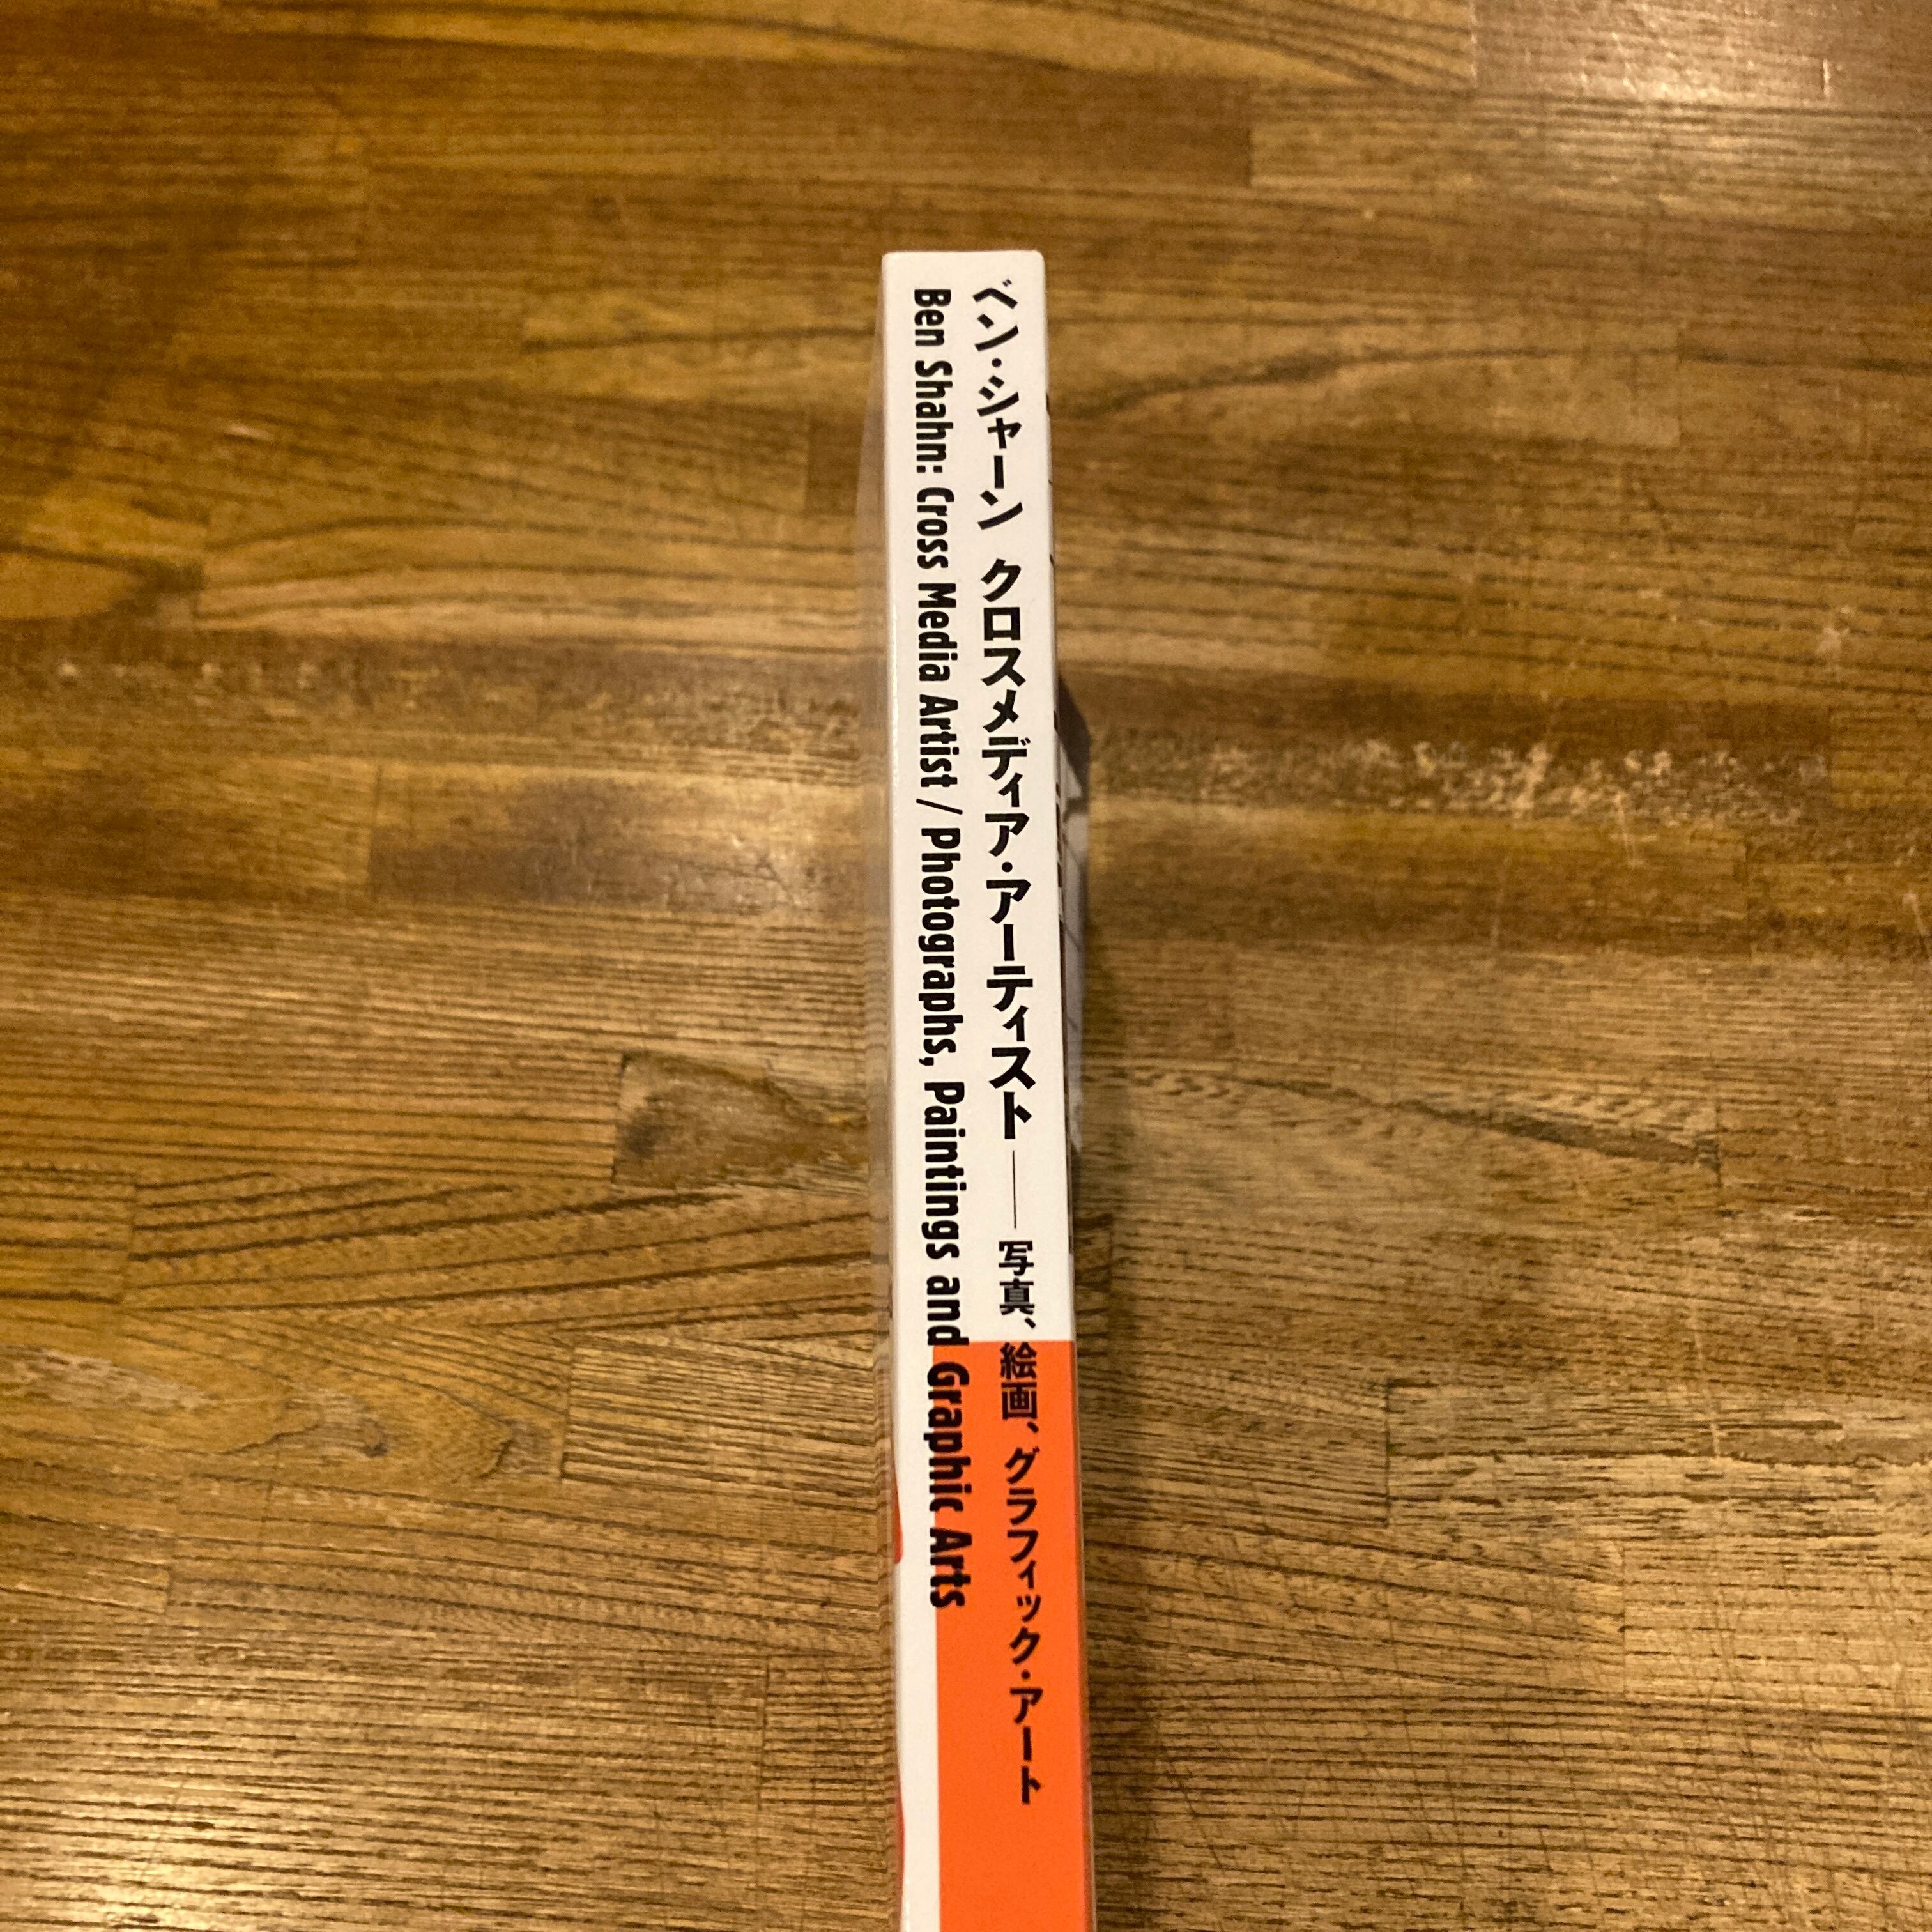 ベン・シャーン クロスメディア・アーティスト──写真、絵画、グラフィック・アート
Ben Shahn: Cross Media Artist / Photographs, Paintings and Graphic Arts